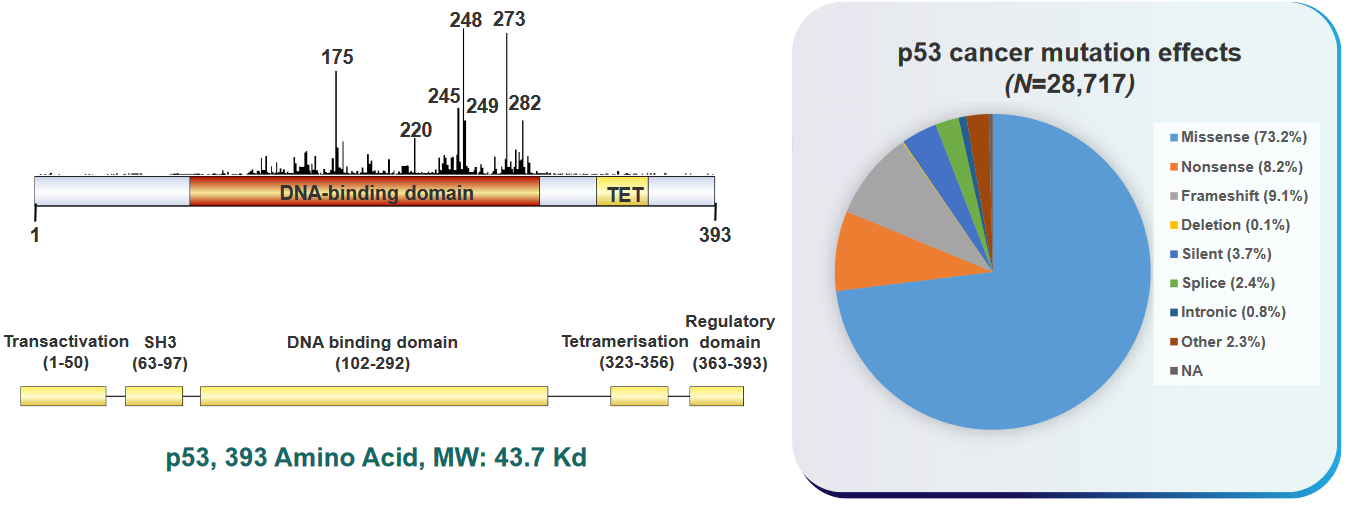 248 273
175
245
249 282
220
DNA-binding domain
TET
1
393
Transactivation
(1-50)
SH3
(63-97)
DNA binding domain
(102-292)
Tetramerisation
(323-356)
Regulatory
domain
(363-393)
p53, 393 Amino Acid, MW: 43.7 Kd
p53 cancer mutation effects
(N=28,717)
Missense (73.2%)
Nonsense (8.2%)
Frameshift (9.1%)
Deletion (0.1%)
Silent (3.7%)
Splice (2.4%)
Intronic (0.8%)
Other 2.3%)
NA